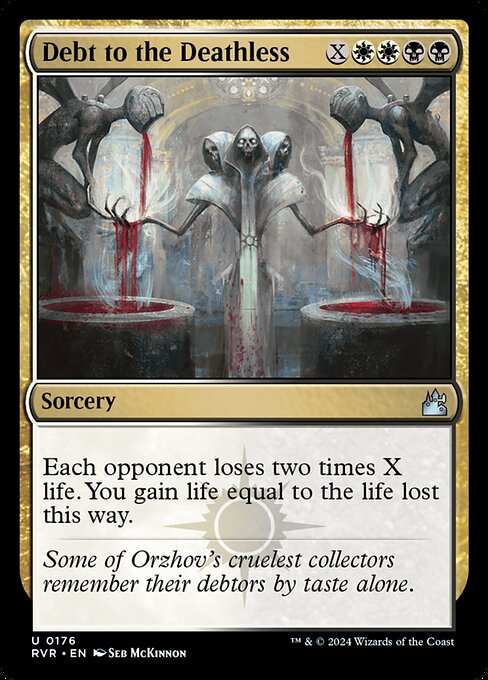 Debt to the Deathless X
Sorcery
Each opponent loses two times X
life. You gain life equal to the life lost
this way.
Some of Orzhov's cruelest collectors
remember their debtors by taste alone.
U 0176
RVR • EN Seb McKinnon
™ & © 2024 Wizards of the Coast